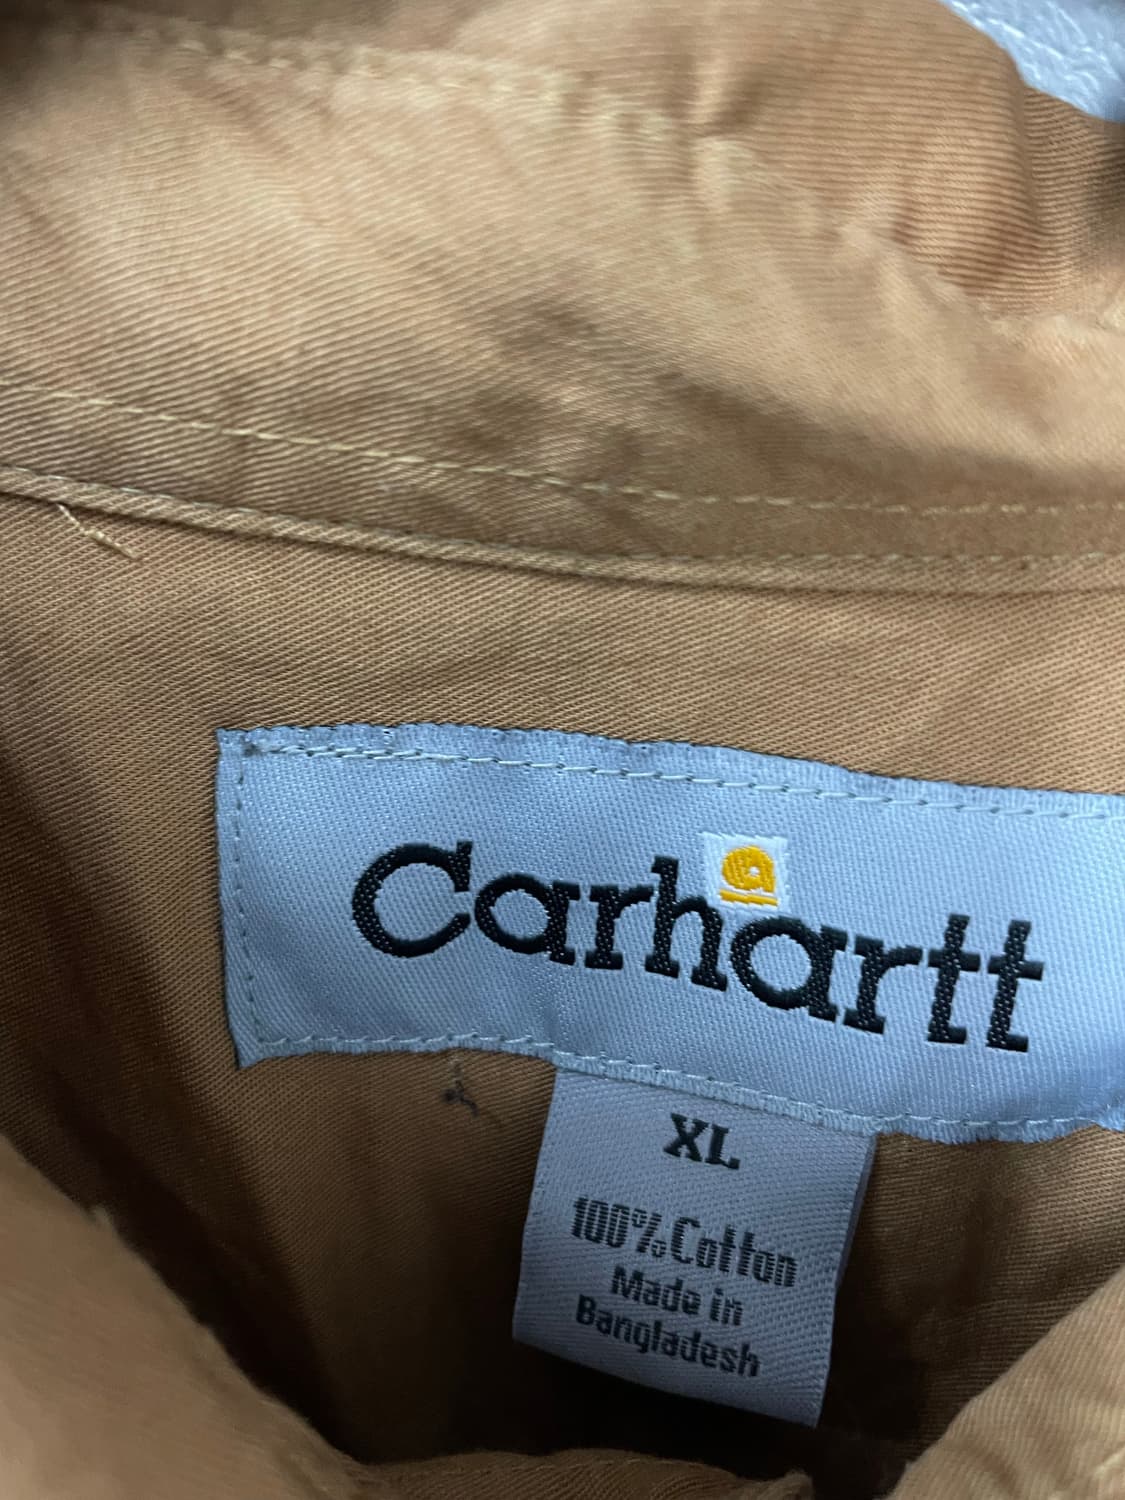 Carhartt
XL
100% Cotton
Made in
Bangladesh